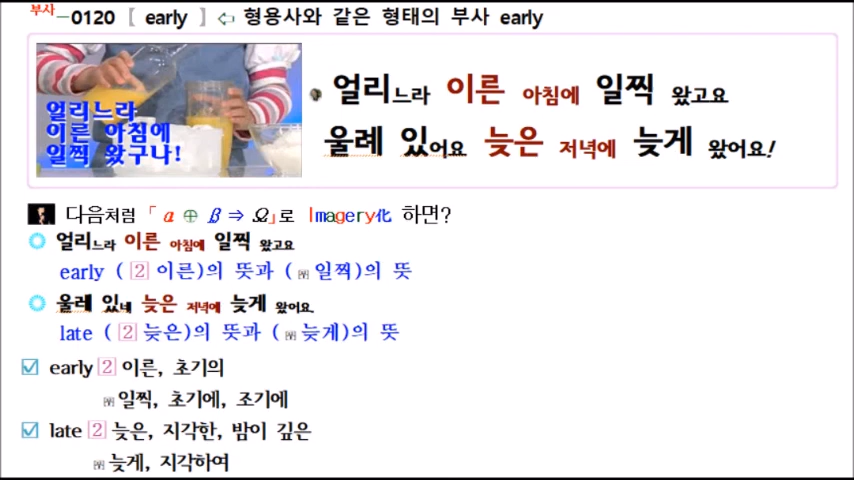 부사-0120 [ early ] ⇦ 형용사와 같은 형태의 부사 early
얼리느라
이른 아침에
일찍 왔구나!
얼리느라 이른 아침에 일찍 왔고요
울레 있어요 늦은 저녁에 늦게 왔어요!
다음처럼 「 α ⊕ β ⇒ Ω」로 Imagery化 하면?
얼리느라 이른 아침에 일찍 왔고요
early ( 2 이른)의 뜻과 ( 일찍)의 뜻
울레 있네 늦은 저녁에 늦게 왔어요.
late ( 2 늦은)의 뜻과 ( 늦게)의 뜻
early 2 이른, 초기의
일찍, 초기에, 조기에
late 2 늦은, 지각한, 밤이 깊은
늦게, 지각하여